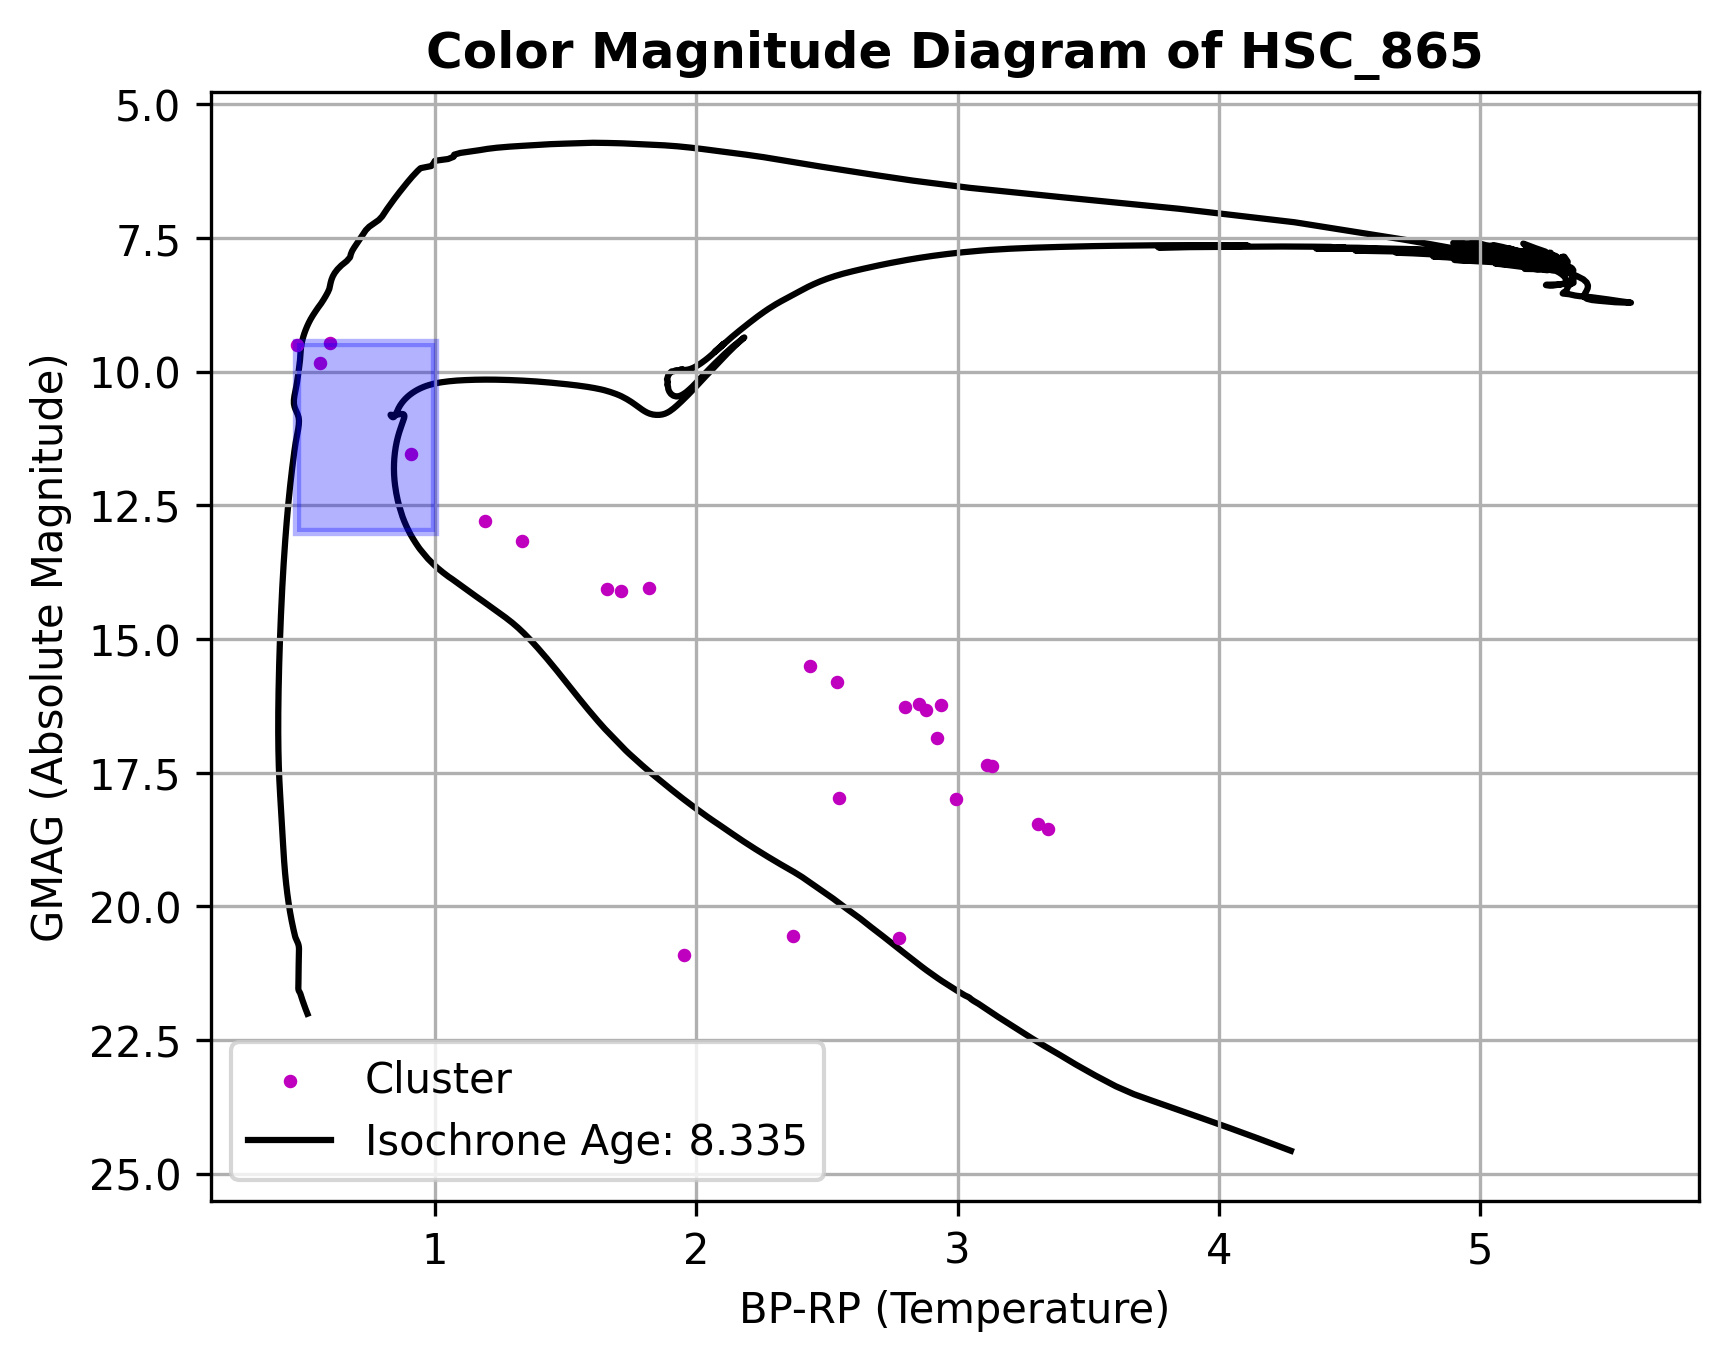 Color Magnitude Diagram of HSC_865
GMAG (Absolute Magnitude)
5.0
7.5
10.0
12.5
15.0
17.5
20.0
22.5
25.0
Cluster
Isochrone Age: 8.335
1 2 3 4 5
BP-RP (Temperature)